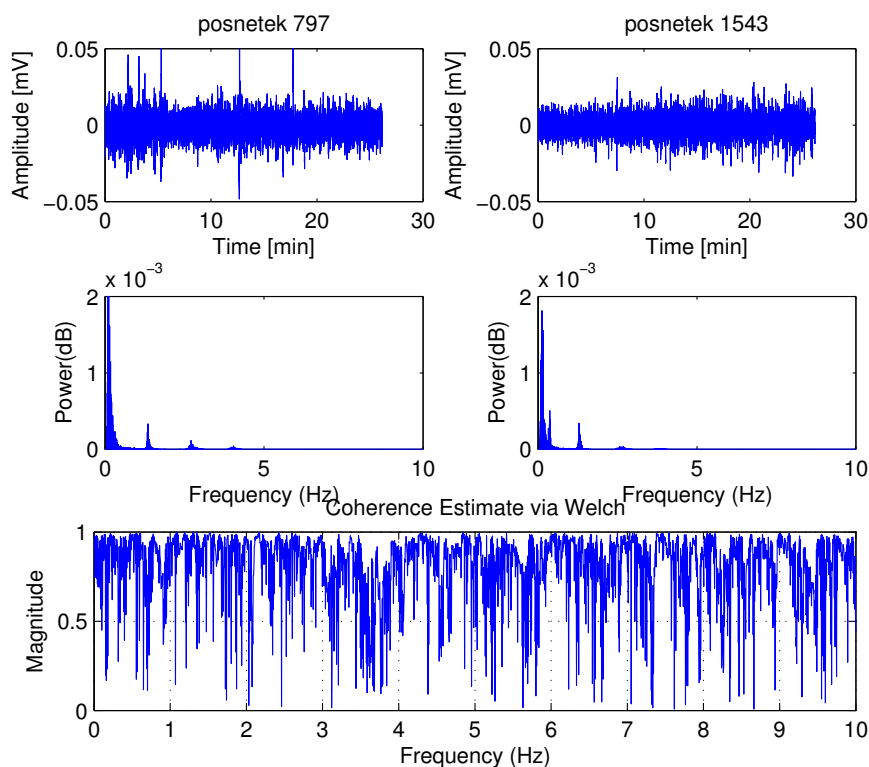 posnetek 797
posnetek 1543
0.05
0
−0.05
Amplitude [mV]
0 10 20 30
Time [min]
0.05
0
−0.05
Amplitude [mV]
0 10 20 30
Time [min]
x 10⁻³
2
1
0
Power(dB)
0 5 10
Frequency (Hz)
x 10⁻³
2
1
0
Power(dB)
0 5 10
Frequency (Hz)
Coherence Estimate via Welch
1
0.5
0
Magnitude
0 1 2 3 4 5 6 7 8 9 10
Frequency (Hz)